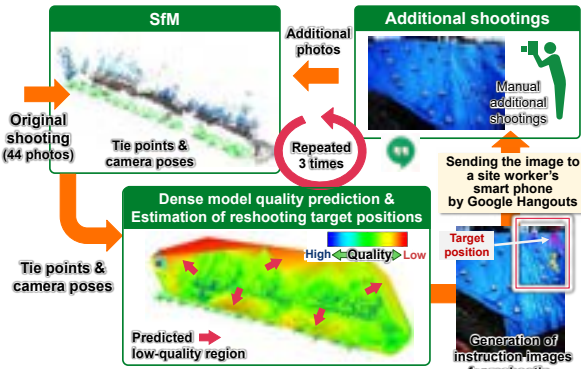 SfM
Tie points &
camera poses
Additional
photos
Additional shootings
Manual
additional
shootings
Original
shooting
(44 photos)
Repeated
3 times
Sending the image to
a site worker's
smart phone
by Google Hangouts
Dense model quality prediction &
Estimation of reshooting target positions
High Quality Low
Predicted
low-quality region
Tie points &
camera poses
Target
position
Generation of
instruction images